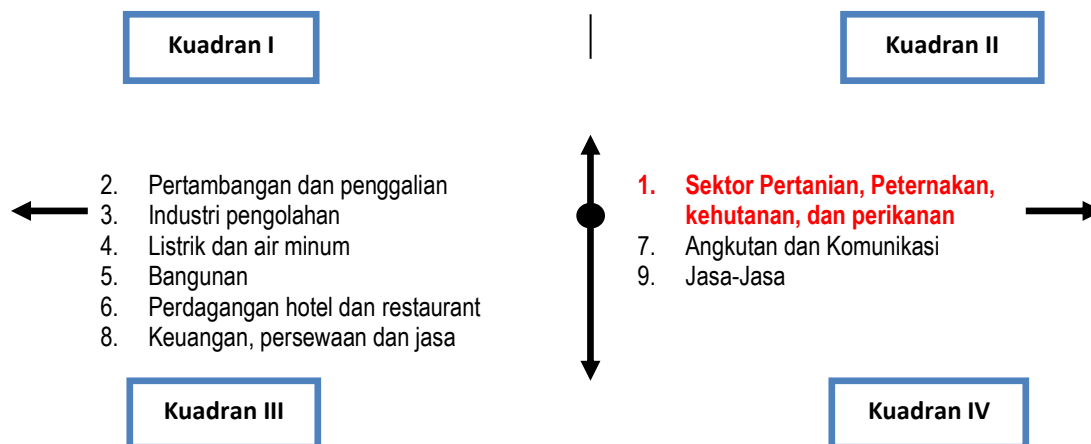 Kuadran I
Kuadran II
2. Pertambangan dan penggalian
3. Industri pengolahan
4. Listrik dan air minum
5. Bangunan
6. Perdagangan hotel dan restaurant
8. Keuangan, persewaan dan jasa
1. Sektor Pertanian, Peternakan,
kehutanan, dan perikanan
7. Angkutan dan Komunikasi
9. Jasa-Jasa
Kuadran III
Kuadran IV